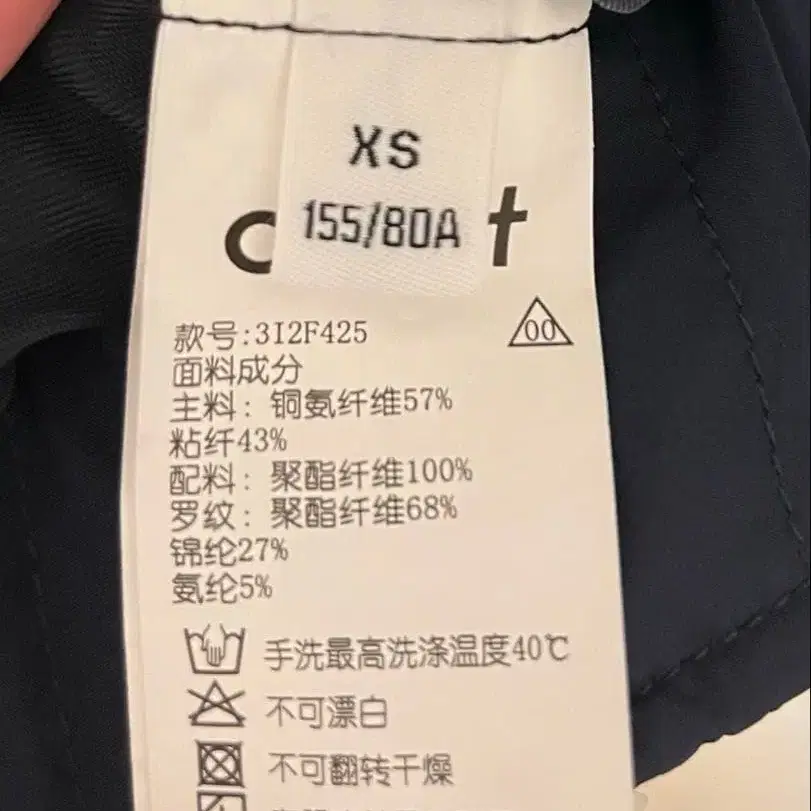 XS
155/80A
c t
款号:3I2F425
00
面料成分
主料: 铜氨纤维57%
粘纤43%
配料: 聚酯纤维100%
罗纹: 聚酯纤维68%
锦纶27%
氨纶5%
手洗最高洗涤温度40℃
不可漂白
不可翻转干燥